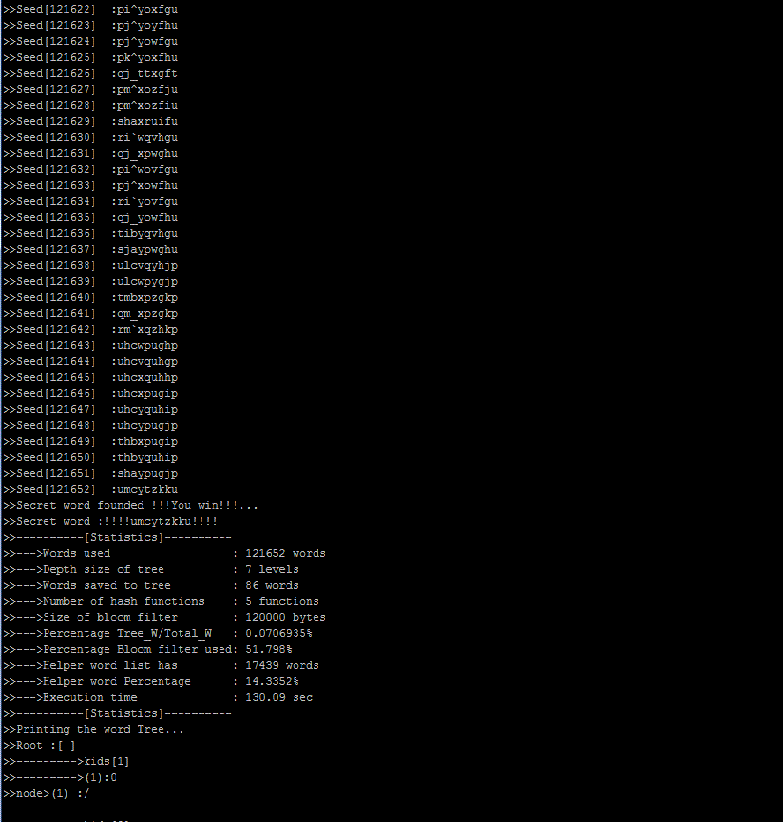 >>Seed[121622]  :pi^yoxfgu
>>Seed[121623]  :pj^yoyfhu
>>Seed[121624]  :pj^yowfgu
>>Seed[121625]  :pk^yoxfhu
>>Seed[121626]  :qj_ttxgft
>>Seed[121627]  :pm^xozfju
>>Seed[121628]  :pm^xozfiu
>>Seed[121629]  :shaxruifu
>>Seed[121630]  :ri`wqvhgu
>>Seed[121631]  :qj_xpwghu
>>Seed[121632]  :pi^wovfgu
>>Seed[121633]  :pj^xowfhu
>>Seed[121634]  :ri`yovfgu
>>Seed[121635]  :qj_yowfhu
>>Seed[121636]  :tibyqvhgu
>>Seed[121637]  :sjaypwghu
>>Seed[121638]  :ulcvqyhjp
>>Seed[121639]  :ulcwpygjp
>>Seed[121640]  :tmbxpzgkp
>>Seed[121641]  :qm_xpzgkp
>>Seed[121642]  :rm`xqzhkp
>>Seed[121643]  :uhcwpughp
>>Seed[121644]  :uhcvquhgp
>>Seed[121645]  :uhcxquhhp
>>Seed[121646]  :uhcxpugip
>>Seed[121647]  :uhcyquhip
>>Seed[121648]  :uhcypugjp
>>Seed[121649]  :thbxpugip
>>Seed[121650]  :thbyquhip
>>Seed[121651]  :shaypugjp
>>Seed[121652]  :umcytzkku
>>Secret word founded !!!You win!!!...
>>Secret word :!!!!umcytzkku!!!!
>>----------[Statistics]----------
>>--->Words used                 : 121652 words
>>--->Depth size of tree         : 7 levels
>>--->Words saved to tree        : 86 words
>>--->Number of hash functions   : 5 functions
>>--->Size of bloom filter       : 120000 bytes
>>--->Percentage Tree_W/Total_W  : 0.0706935%
>>--->Percentage Bloom filter used: 51.798%
>>--->Helper word list has       : 17439 words
>>--->Helper word Percentage     : 14.3352%
>>--->Execution time             : 130.09 sec
>>----------[Statistics]----------
>>Printing the word Tree...
>>Root :[ ]
>>--------->kids[1]
>>--------->(1):0
>>node>(1) :/